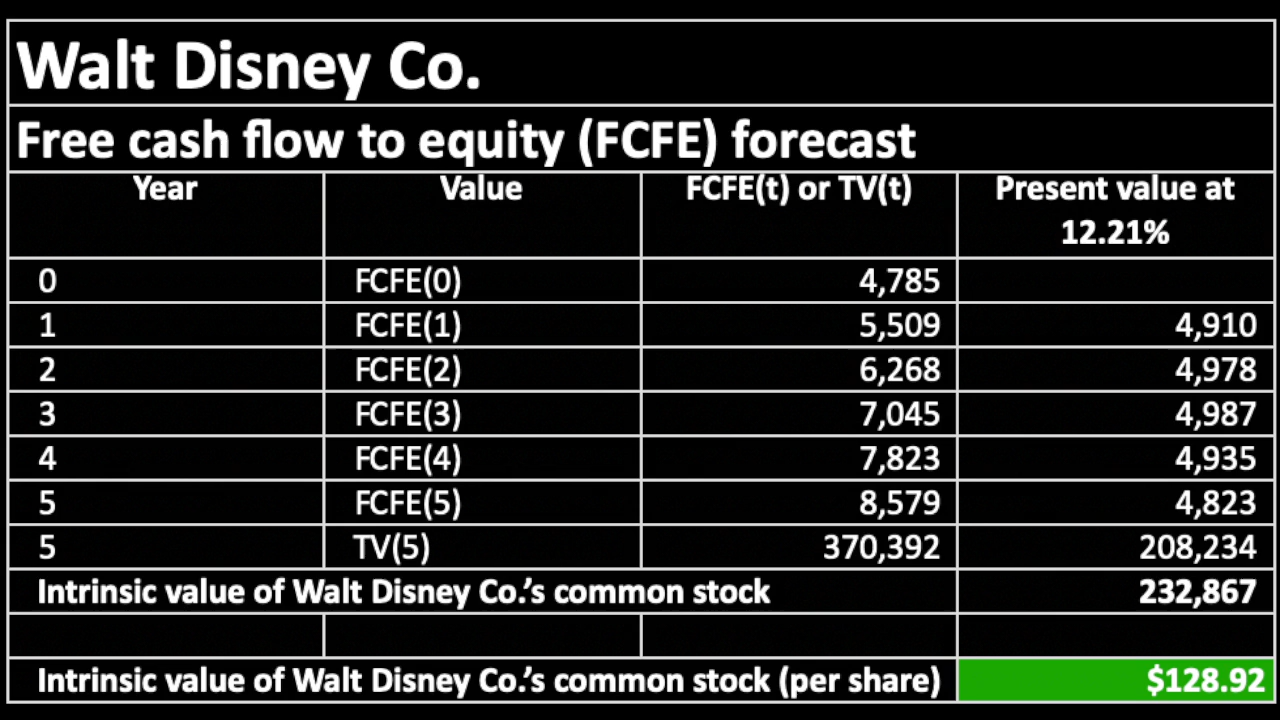 Walt Disney Co.
Free cash flow to equity (FCFE) forecast
Year Value FCFE(t) or TV(t) Present value at
12.21%
0 FCFE(0) 4,785
1 FCFE(1) 5,509 4,910
2 FCFE(2) 6,268 4,978
3 FCFE(3) 7,045 4,987
4 FCFE(4) 7,823 4,935
5 FCFE(5) 8,579 4,823
5 TV(5) 370,392 208,234
Intrinsic value of Walt Disney Co.’s common stock 232,867
Intrinsic value of Walt Disney Co.’s common stock (per share) $128.92